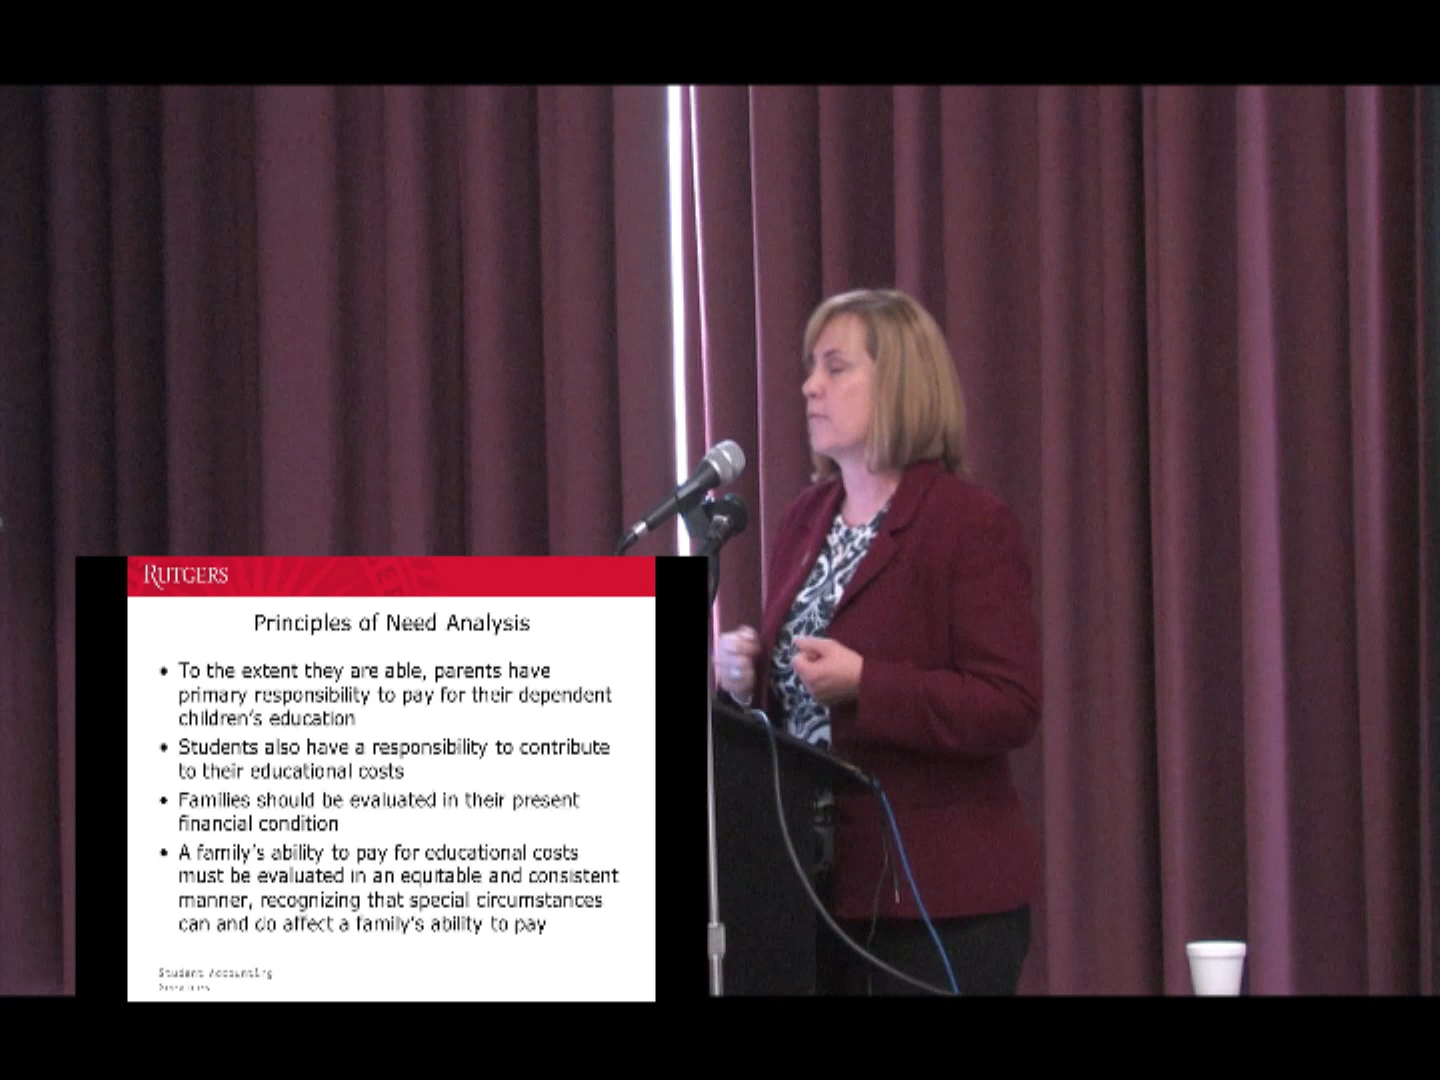 RUTGERS
Principles of Need Analysis
• To the extent they are able, parents have
primary responsibility to pay for their dependent
children's education
• Students also have a responsibility to contribute
to their educational costs
• Families should be evaluated in their present
financial condition
• A family's ability to pay for educational costs
must be evaluated in an equitable and consistent
manner, recognizing that special circumstances
can and do affect a family's ability to pay
Student Accounting
Services